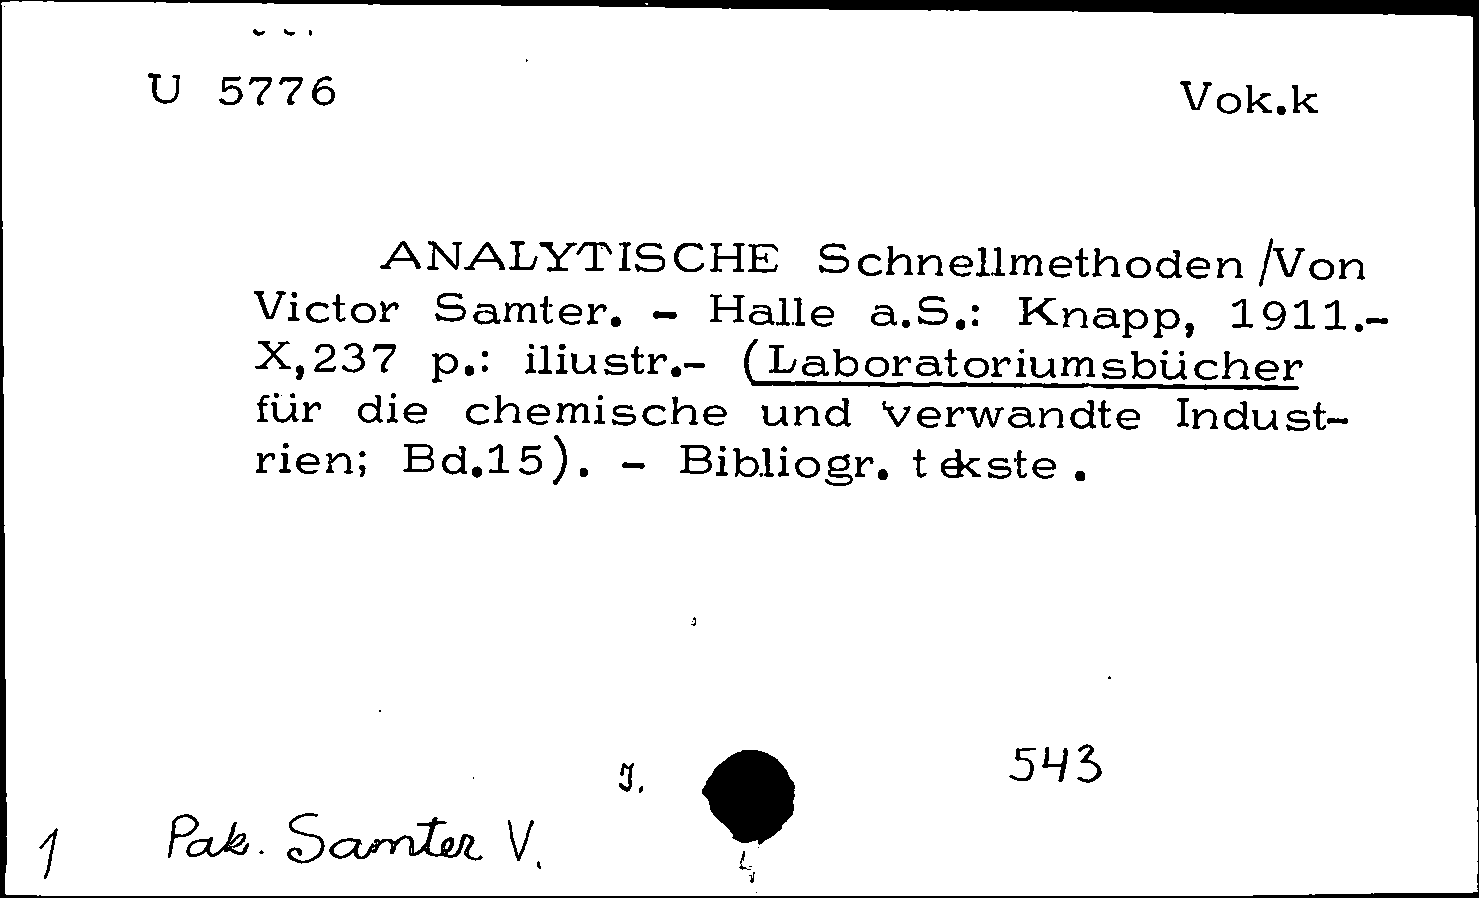 U 5776
Vok.k
ANALYTISCHE Schnellmethoden /Von
Victor Samter. – Halle a.S.: Knapp, 1911.–
X,237 p.: iliustr.– (Laboratoriumsbücher
für die chemische und verwandte Indust–
rien; Bd.15). – Bibliogr. tekste .
J.
543
1 Pak. Samter V.